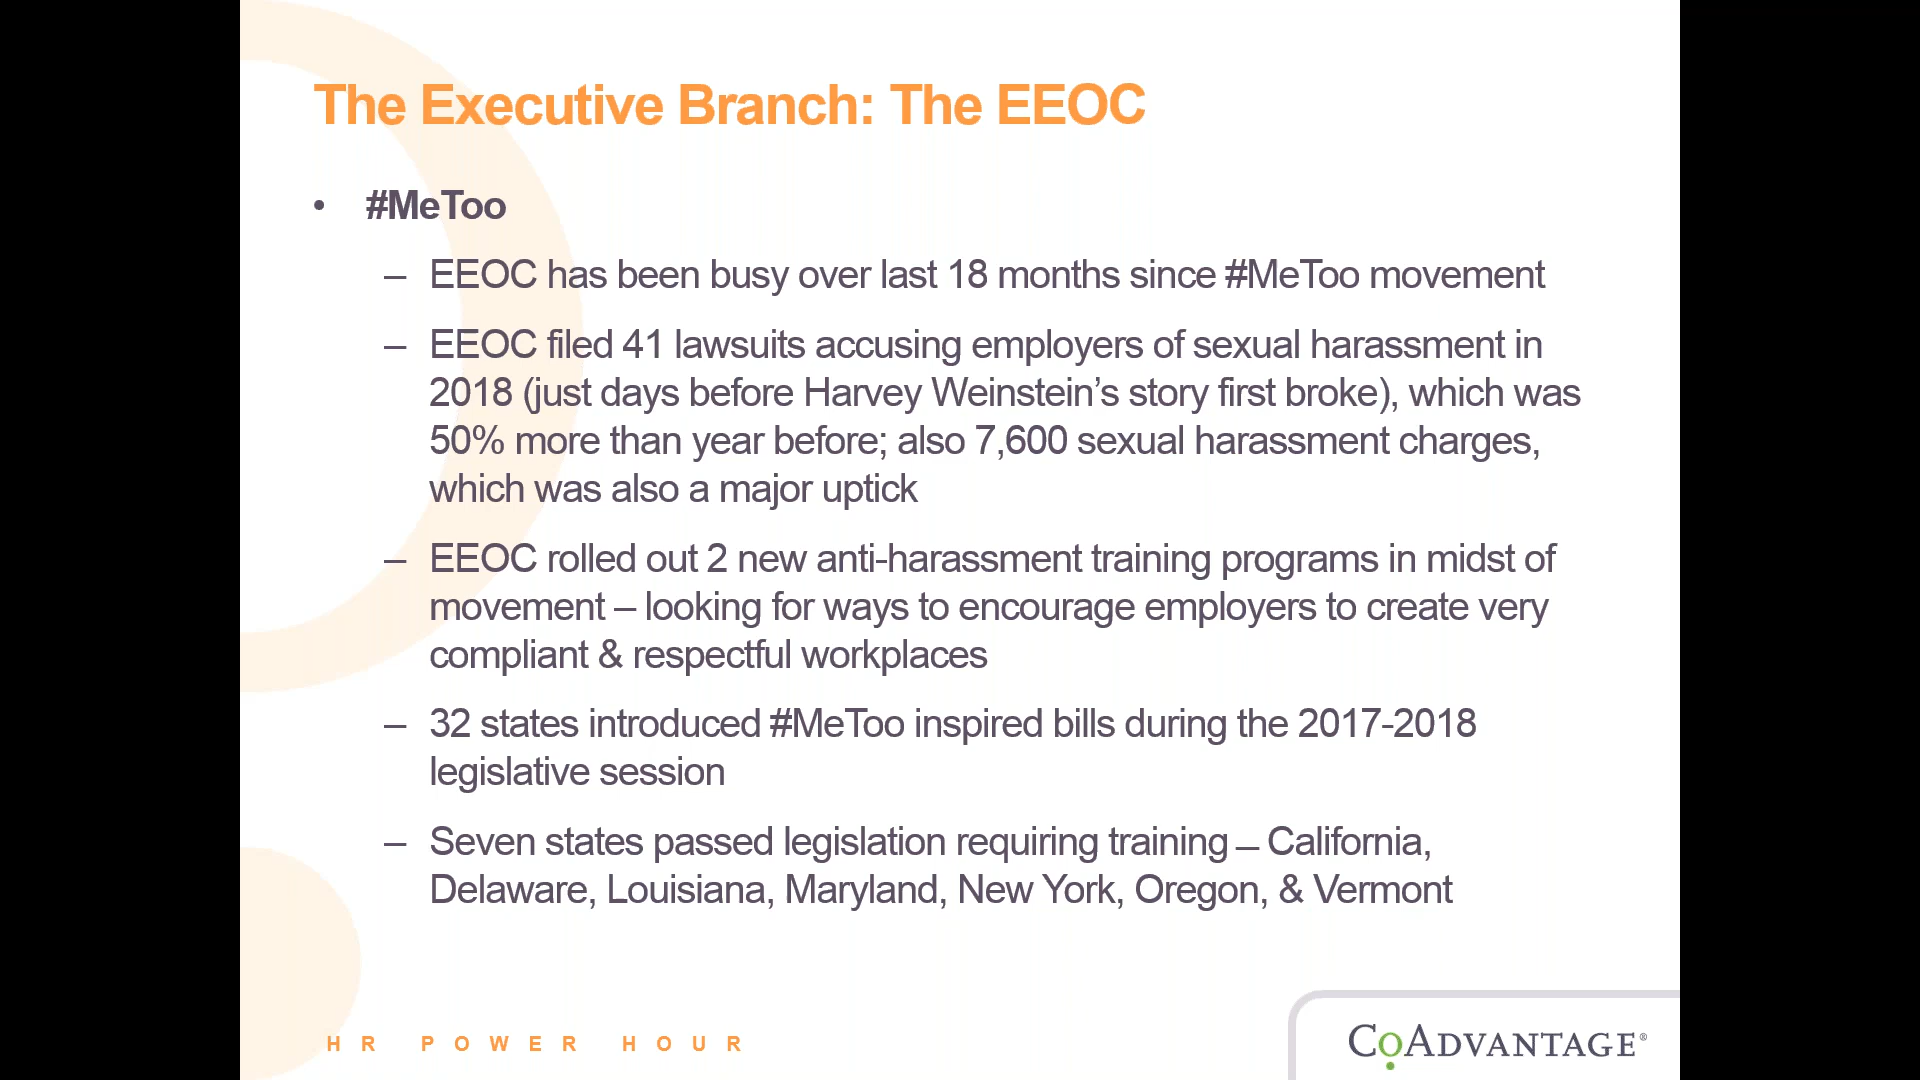 The Executive Branch: The EEOC
• #MeToo
– EEOC has been busy over last 18 months since #MeToo movement
– EEOC filed 41 lawsuits accusing employers of sexual harassment in
2018 (just days before Harvey Weinstein’s story first broke), which was
50% more than year before; also 7,600 sexual harassment charges,
which was also a major uptick
– EEOC rolled out 2 new anti-harassment training programs in midst of
movement – looking for ways to encourage employers to create very
compliant & respectful workplaces
– 32 states introduced #MeToo inspired bills during the 2017-2018
legislative session
– Seven states passed legislation requiring training – California,
Delaware, Louisiana, Maryland, New York, Oregon, & Vermont
HR POWER HOUR
CoAdvantage®